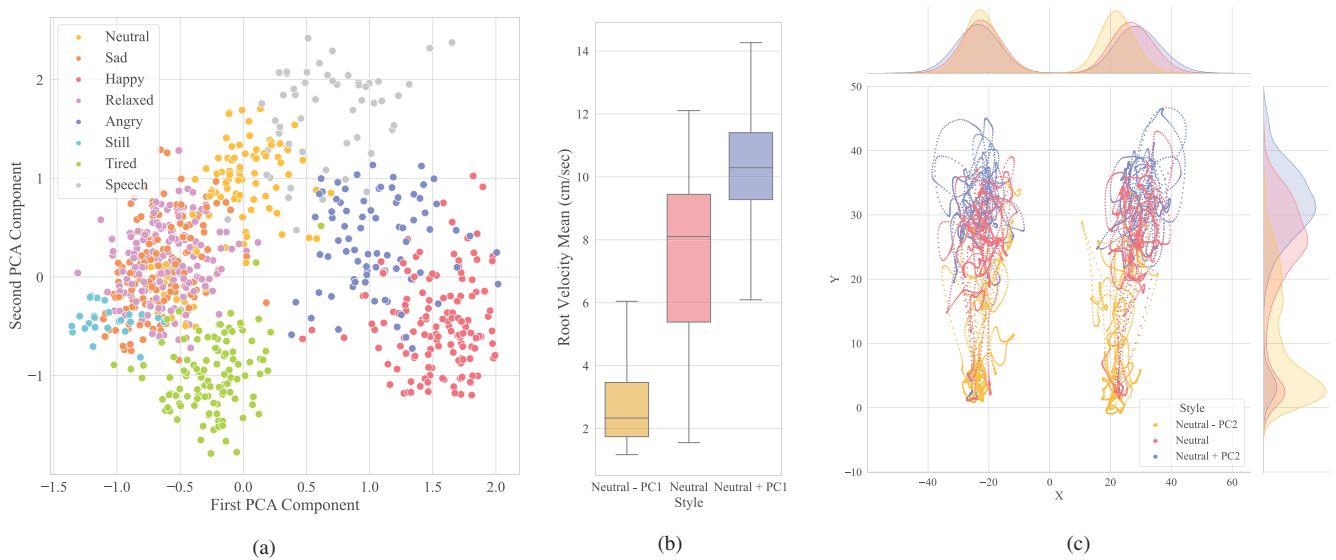 Neutral
Sad
Happy
Relaxed
Angry
Still
Tired
Speech
2
1
0
−1
Second PCA Component
−1.5
−1.0
−0.5
0.0
0.5
1.0
1.5
2.0
First PCA Component
(a)
14
12
10
8
6
4
2
Root Velocity Mean (cm/sec)
Neutral - PC1
Neutral
Neutral + PC1
Style
(b)
50
40
30
20
10
0
−10
Y
−40
−20
0
20
40
60
X
Style
Neutral - PC2
Neutral
Neutral + PC2
(c)